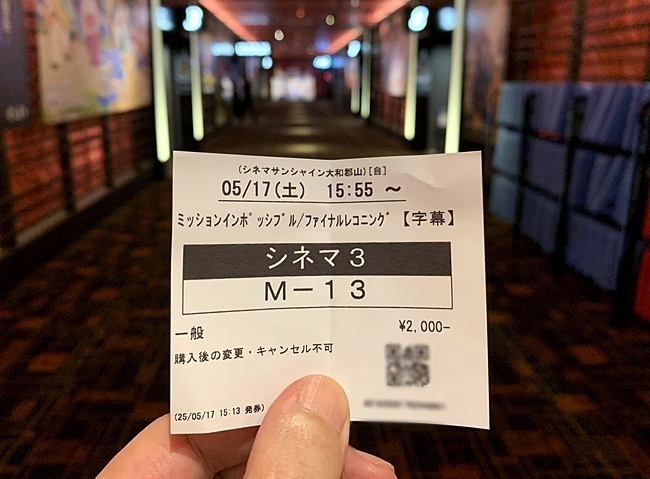 (シネマサンシャイン大和郡山)[自]
05/17(土) 15:55 ～
ミッションインポッシブル/ファイナルレコニング【字幕】
シネマ3
M－13
一般
¥2,000-
購入後の変更・キャンセル不可
(25/05/17 15:13 発券)